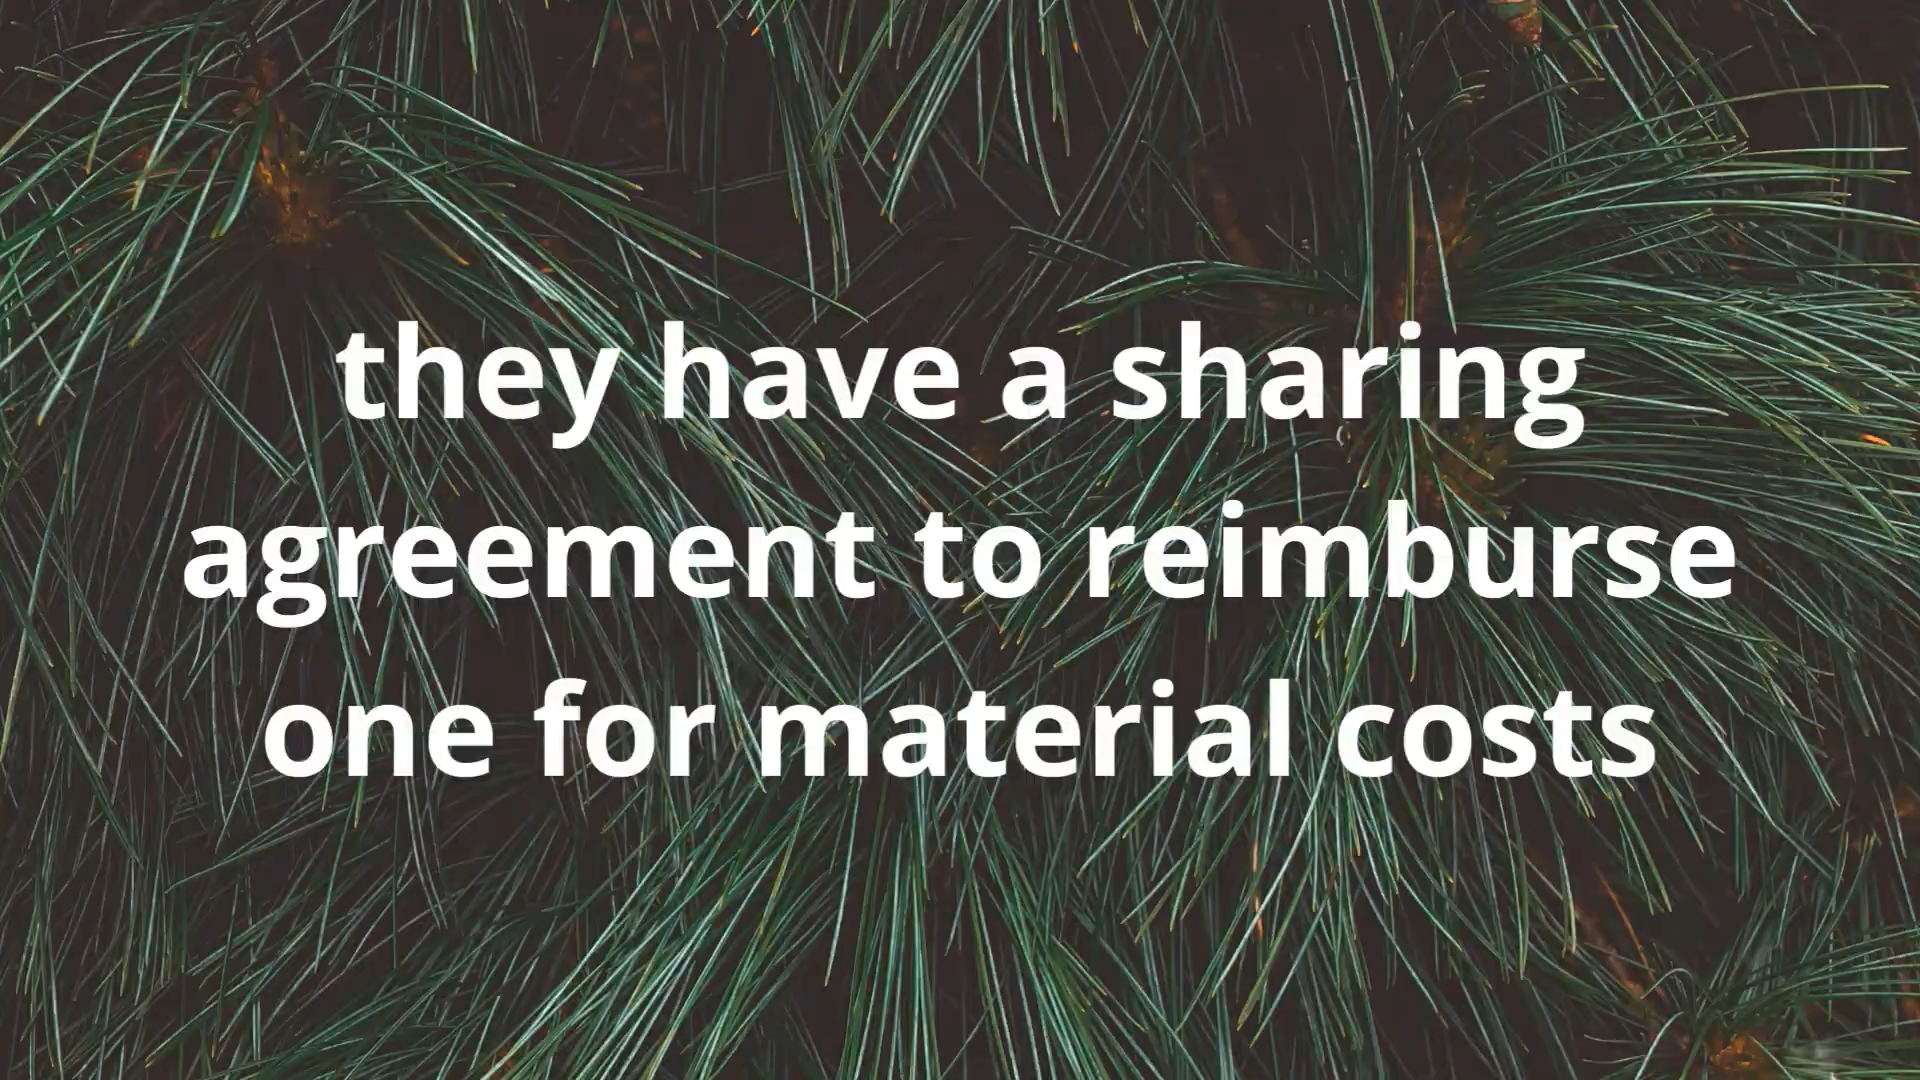 they have a sharing
agreement to reimburse
one for material costs